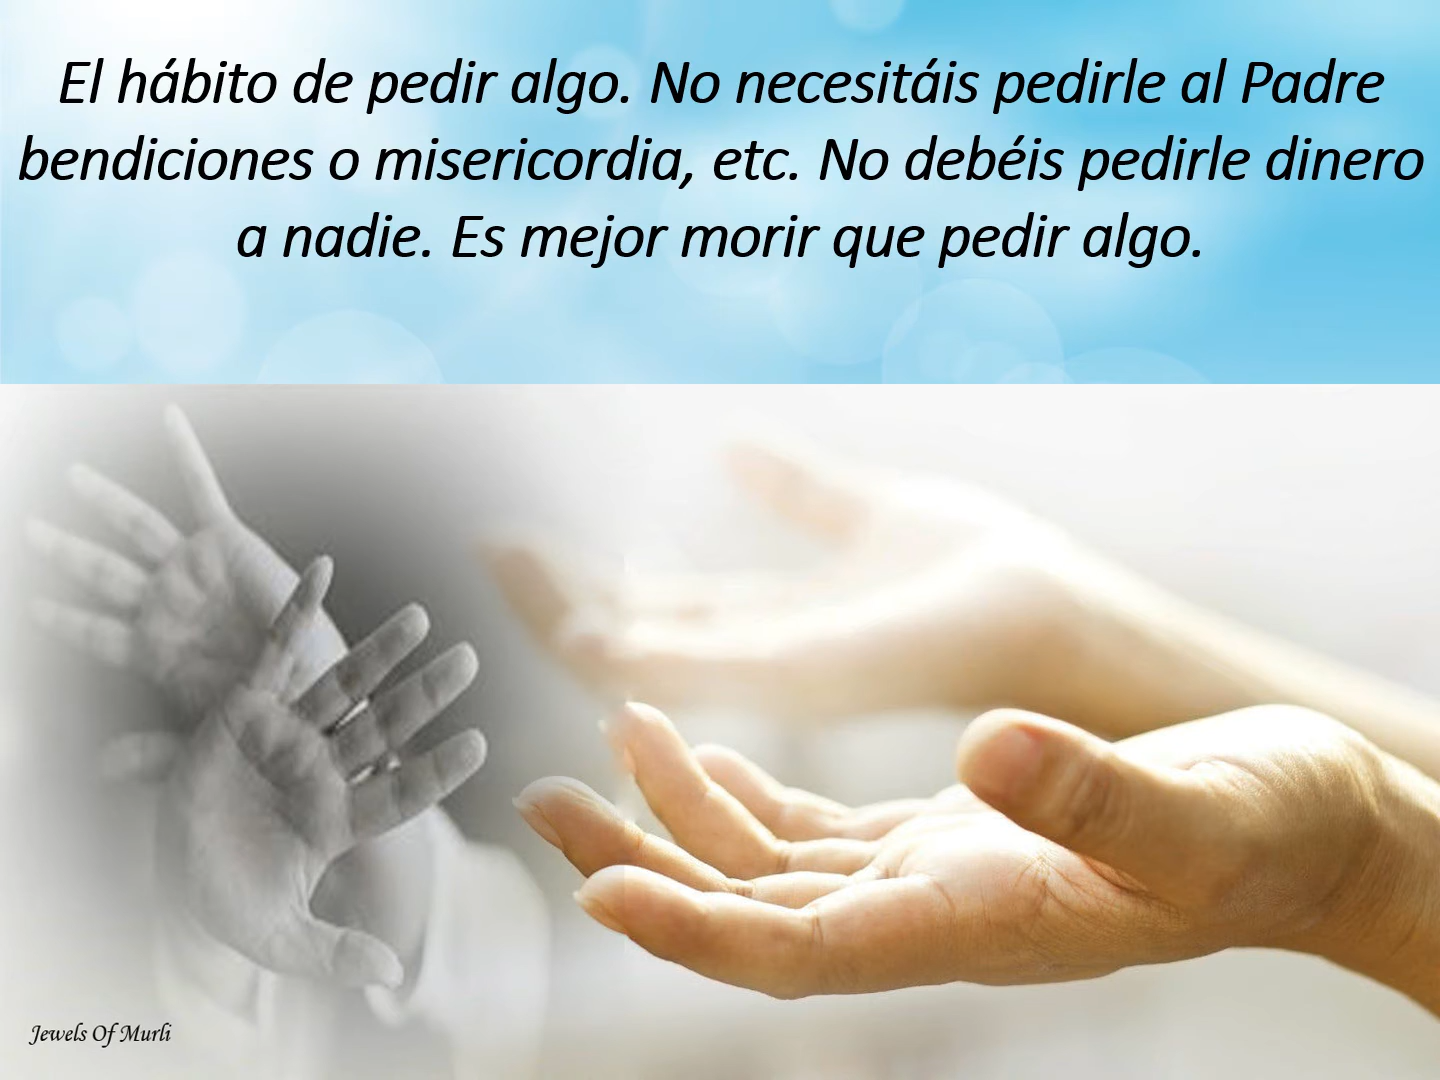 El hábito de pedir algo. No necesitáis pedirle al Padre
bendiciones o misericordia, etc. No debéis pedirle dinero
a nadie. Es mejor morir que pedir algo.
Jewels Of Murli